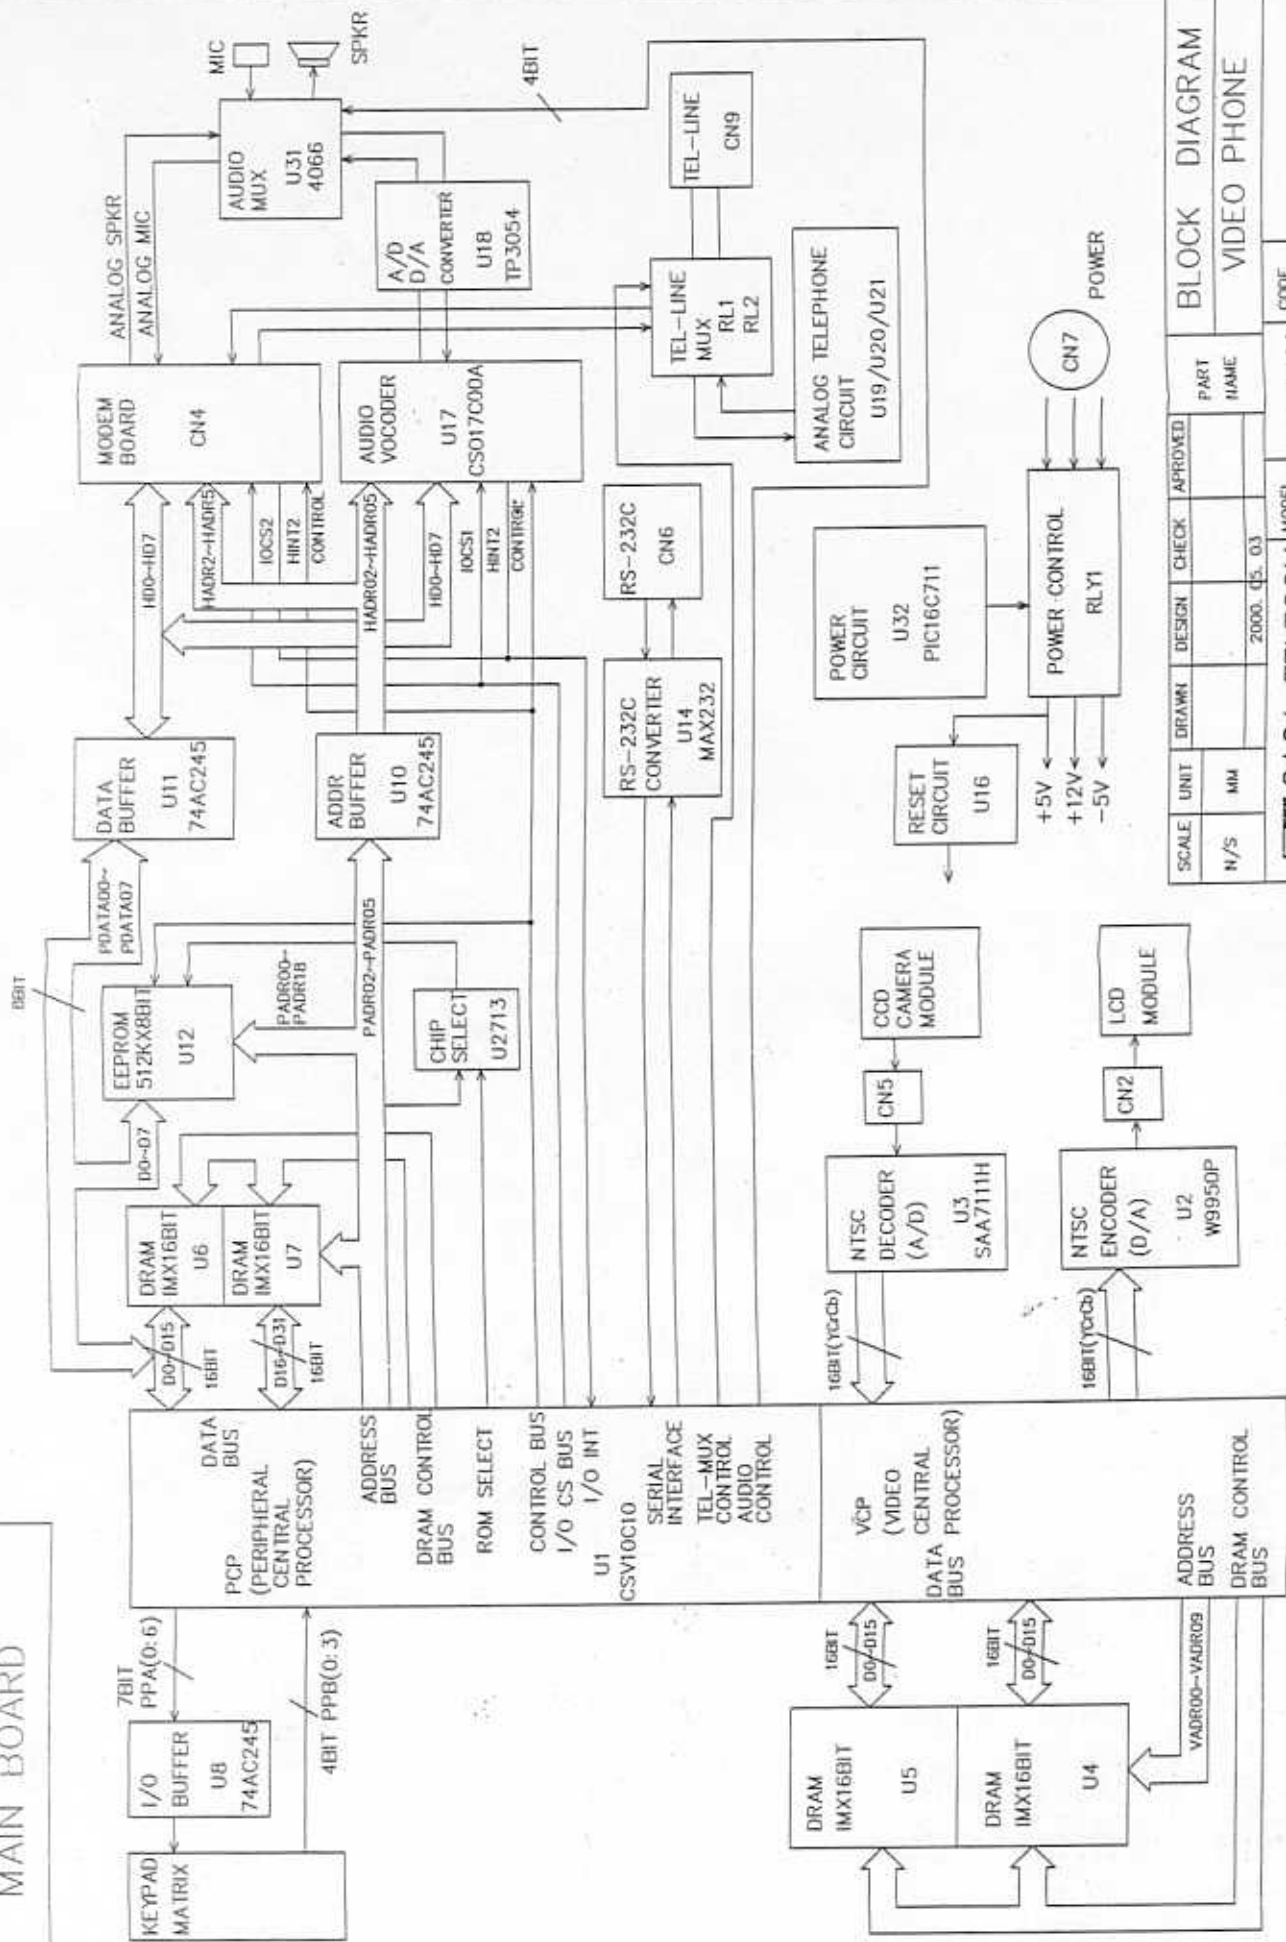 MAIN BOARD
KEYPAD
MATRIX
I/O
BUFFER
U8
74AC245
7BIT
PPA(0:6)
4BIT PPB(0:3)
DATA
BUS
PCP
(PERIPHERAL
CENTRAL
PROCESSOR)
ADDRESS
BUS
DRAM CONTROL
BUS
ROM SELECT
CONTROL BUS
I/O CS BUS
I/O INT
U1
CSV10C10
SERIAL
INTERFACE
TEL-MUX
CONTROL
AUDIO
CONTROL
VCP
(VIDEO
CENTRAL
DATA PROCESSOR)
BUS
ADDRESS
BUS
DRAM CONTROL
BUS
D0~D15
16BIT
D16~D31
16BIT
DRAM
IMX16BIT
U6
DRAM
IMX16BIT
U7
D0~D7
8BIT
EEPROM
512KX8BIT
U12
PDATA00~
PDATA07
PADR00~
PADR18
PADR02~PADR05
CHIP
SELECT
U2713
DATA
BUFFER
U11
74AC245
ADDR
BUFFER
U10
74AC245
HD0~HD7
HADR2~HADR5
IOCS2
HINT2
CONTROL
HADR02~HADR05
HD0~HD7
IOCS1
HINT2
CONTROL
MODEM
BOARD
CN4
AUDIO
VOCODER
U17
CS017C00A
ANALOG SPKR
ANALOG MIC
A/D
D/A
CONVERTER
U18
TP3054
AUDIO
MUX
U31
4066
MIC
SPKR
4BIT
RS-232C
CONVERTER
U14
MAX232
RS-232C
CN6
TEL-LINE
MUX
RL1
RL2
TEL-LINE
CN9
ANALOG TELEPHONE
CIRCUIT
U19/U20/U21
POWER
CIRCUIT
U32
PIC16C711
POWER CONTROL
RLY1
CN7
POWER
RESET
CIRCUIT
U16
+5V
+12V
-5V
16BIT
D0~D15
16BIT
D0~D15
DRAM
IMX16BIT
U5
DRAM
IMX16BIT
U4
VADR00~VADR09
16BIT(YCrCb)
NTSC
DECODER
(A/D)
U3
SAA7111H
CN5
CCD
CAMERA
MODULE
16BIT(YCrCb)
NTSC
ENCODER
(D/A)
U2
W9950P
CN2
LCD
MODULE
SCALE UNIT DRAWN DESIGN CHECK APPROVED PART NAME
N/S MM 2000. 05. 03
BLOCK DIAGRAM
VIDEO PHONE
CODE